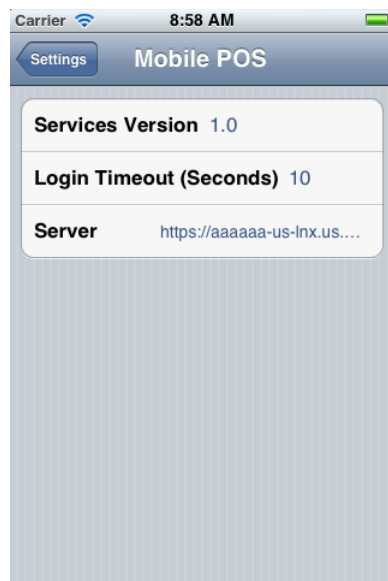 Carrier 8:58 AM
Settings Mobile POS
Services Version 1.0
Login Timeout (Seconds) 10
Server https://aaaaaa-us-lnx.us....